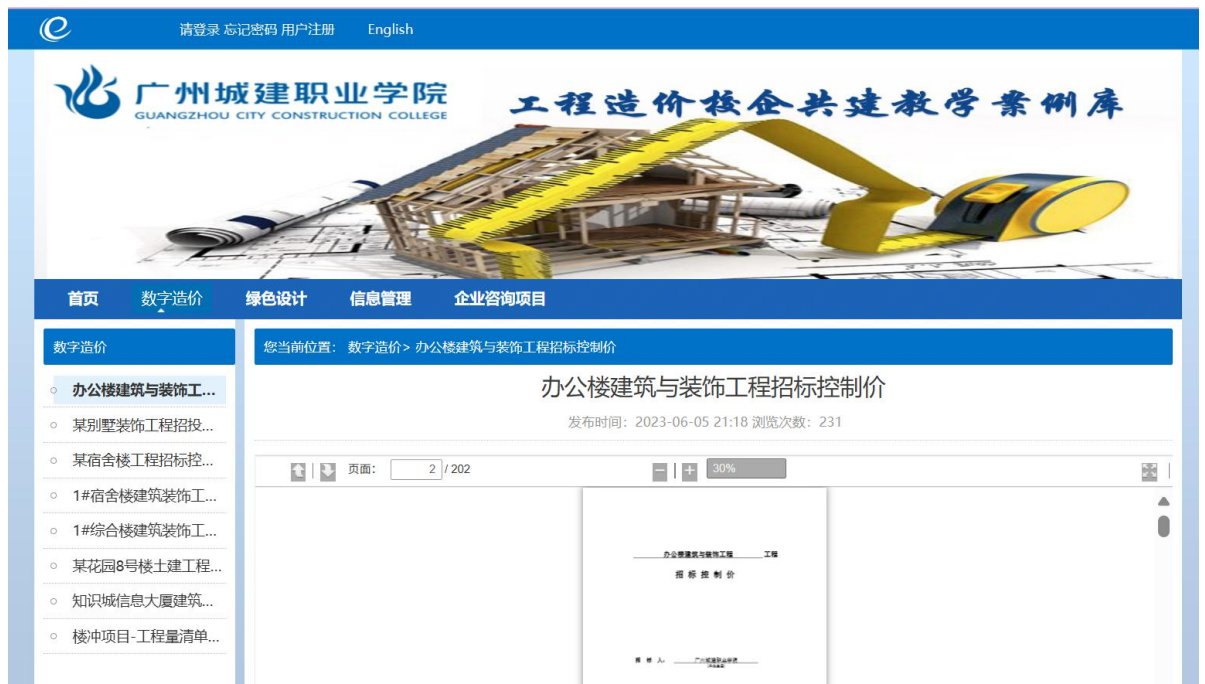 请登录 忘记密码 用户注册 English
广州城建职业学院
GUANGZHOU CITY CONSTRUCTION COLLEGE
工程造价校企共建教学案例库
首页 数字造价 绿色设计 信息管理 企业咨询项目
数字造价
办公楼建筑与装饰工...
某别墅装饰工程招投...
某宿舍楼工程招标控...
1#宿舍楼建筑装饰工...
1#综合楼建筑装饰工...
某花园8号楼土建工程...
知识城信息大厦建筑...
楼冲项目-工程量清单...
您当前位置: 数字造价> 办公楼建筑与装饰工程招标控制价
办公楼建筑与装饰工程招标控制价
发布时间: 2023-06-05 21:18 浏览次数: 231
页面: 2 / 202 30%
办公楼建筑与装饰工程 工程
招 标 控 制 价
招 标 人: 广州城建职业学院